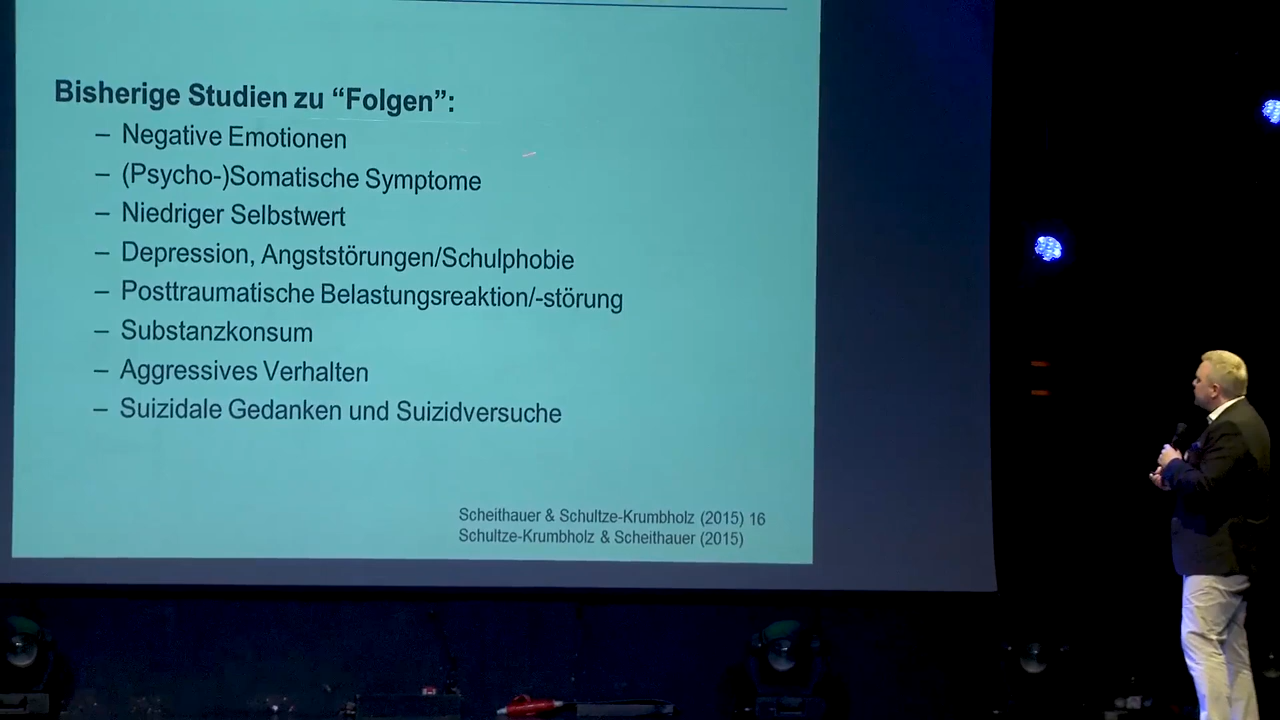 Bisherige Studien zu “Folgen”:
– Negative Emotionen
– (Psycho-)Somatische Symptome
– Niedriger Selbstwert
– Depression, Angststörungen/Schulphobie
– Posttraumatische Belastungsreaktion/-störung
– Substanzkonsum
– Aggressives Verhalten
– Suizidale Gedanken und Suizidversuche
Scheithauer & Schultze-Krumbholz (2015) 16
Schultze-Krumbholz & Scheithauer (2015)